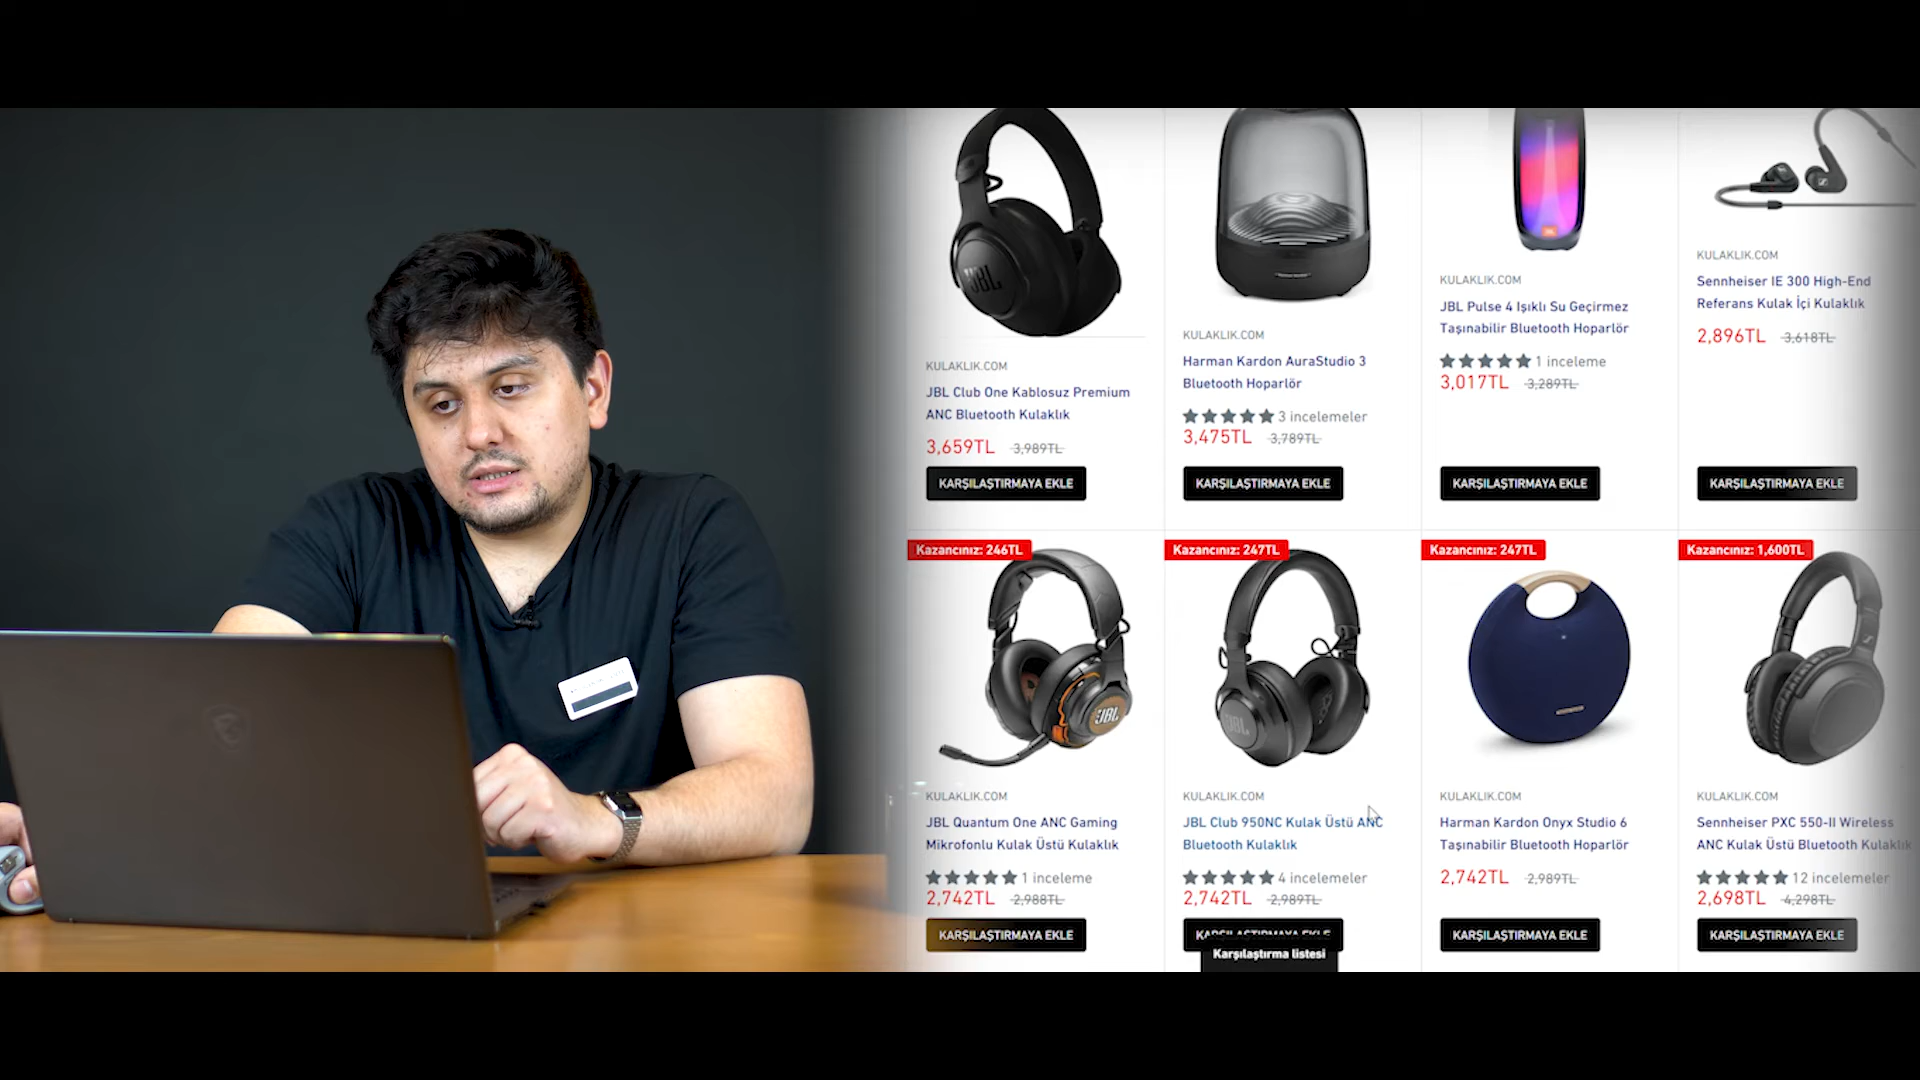 JBL
KULAKLIK.COM
JBL Club One Kablosuz Premium
ANC Bluetooth Kulaklık
3,659TL 3,989TL
KARŞILAŞTIRMAYA EKLE
KULAKLIK.COM
Harman Kardon AuraStudio 3
Bluetooth Hoparlör
3 incelemeler
3,475TL 3,789TL
KARŞILAŞTIRMAYA EKLE
KULAKLIK.COM
JBL Pulse 4 Işıklı Su Geçirmez
Taşınabilir Bluetooth Hoparlör
1 inceleme
3,017TL 3,289TL
KARŞILAŞTIRMAYA EKLE
KULAKLIK.COM
Sennheiser IE 300 High-End
Referans Kulak İçi Kulaklık
2,896TL 3,618TL
KARŞILAŞTIRMAYA EKLE
Kazancınız: 246TL
JBL
KULAKLIK.COM
JBL Quantum One ANC Gaming
Mikrofonlu Kulak Üstü Kulaklık
1 inceleme
2,742TL 2,988TL
KARŞILAŞTIRMAYA EKLE
Kazancınız: 247TL
JBL
KULAKLIK.COM
JBL Club 950NC Kulak Üstü ANC
Bluetooth Kulaklık
4 incelemeler
2,742TL 2,989TL
KARŞILAŞTIRMAYA EKLE
Karşılaştırma listesi
Kazancınız: 247TL
KULAKLIK.COM
Harman Kardon Onyx Studio 6
Taşınabilir Bluetooth Hoparlör
2,742TL 2,989TL
KARŞILAŞTIRMAYA EKLE
Kazancınız: 1,600TL
KULAKLIK.COM
Sennheiser PXC 550-II Wireless
ANC Kulak Üstü Bluetooth Kulaklık
12 incelemeler
2,698TL 4,298TL
KARŞILAŞTIRMAYA EKLE